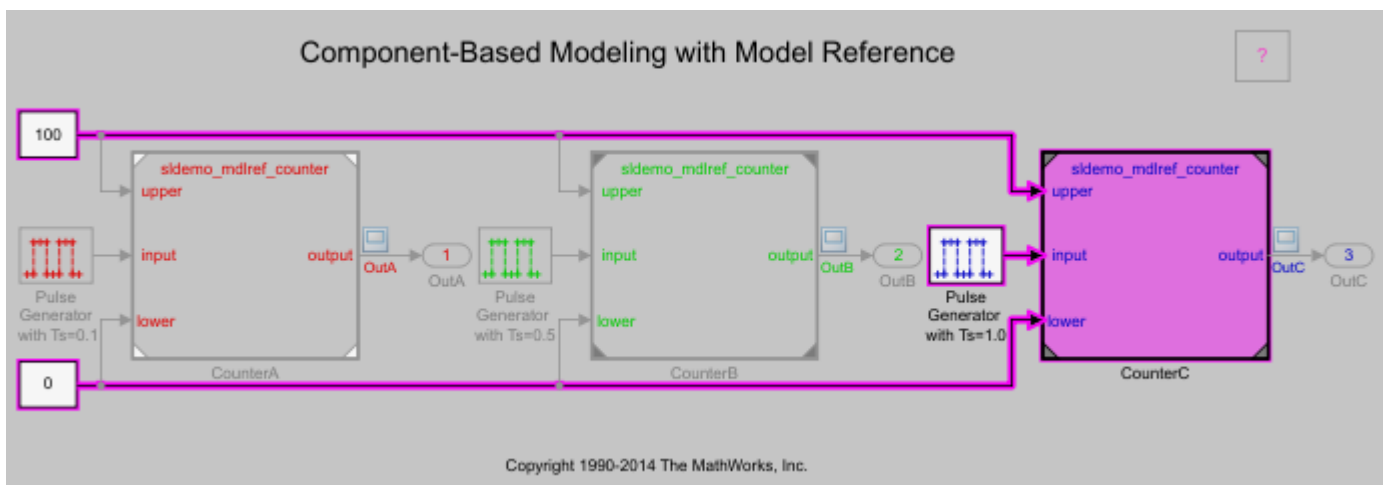 Component-Based Modeling with Model Reference
?
100
sldemo_mdlref_counter
upper
input
output
lower
OutA
1
OutA
Pulse
Generator
with Ts=0.1
CounterA
sldemo_mdlref_counter
upper
input
output
lower
OutB
2
OutB
Pulse
Generator
with Ts=0.5
CounterB
sldemo_mdlref_counter
upper
input
output
lower
OutC
3
OutC
Pulse
Generator
with Ts=1.0
CounterC
0
Copyright 1990-2014 The MathWorks, Inc.